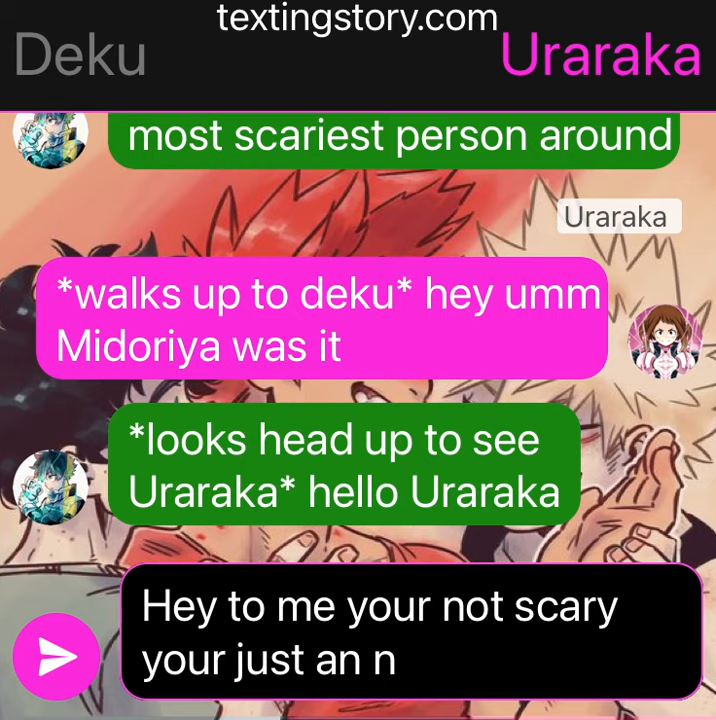 textingstory.com
Deku
Uraraka
most scariest person around
Uraraka
*walks up to deku* hey umm
Midoriya was it
*looks head up to see
Uraraka* hello Uraraka
Hey to me your not scary
your just an n